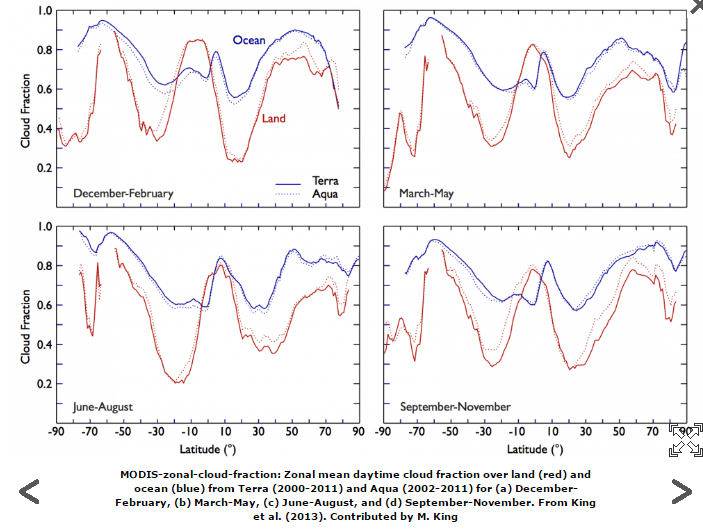 1.0
0.8
0.6
0.4
0.2
Cloud Fraction
Ocean
Land
Terra
Aqua
December-February
March-May
1.0
0.8
0.6
0.4
0.2
Cloud Fraction
June-August
September-November
-90 -70 -50 -30 -10 10 30 50 70 90
Latitude (°)
-90 -70 -50 -30 -10 10 30 50 70 90
Latitude (°)
MODIS-zonal-cloud-fraction: Zonal mean daytime cloud fraction over land (red) and
ocean (blue) from Terra (2000-2011) and Aqua (2002-2011) for (a) December-
February, (b) March-May, (c) June-August, and (d) September-November. From King
et al. (2013). Contributed by M. King